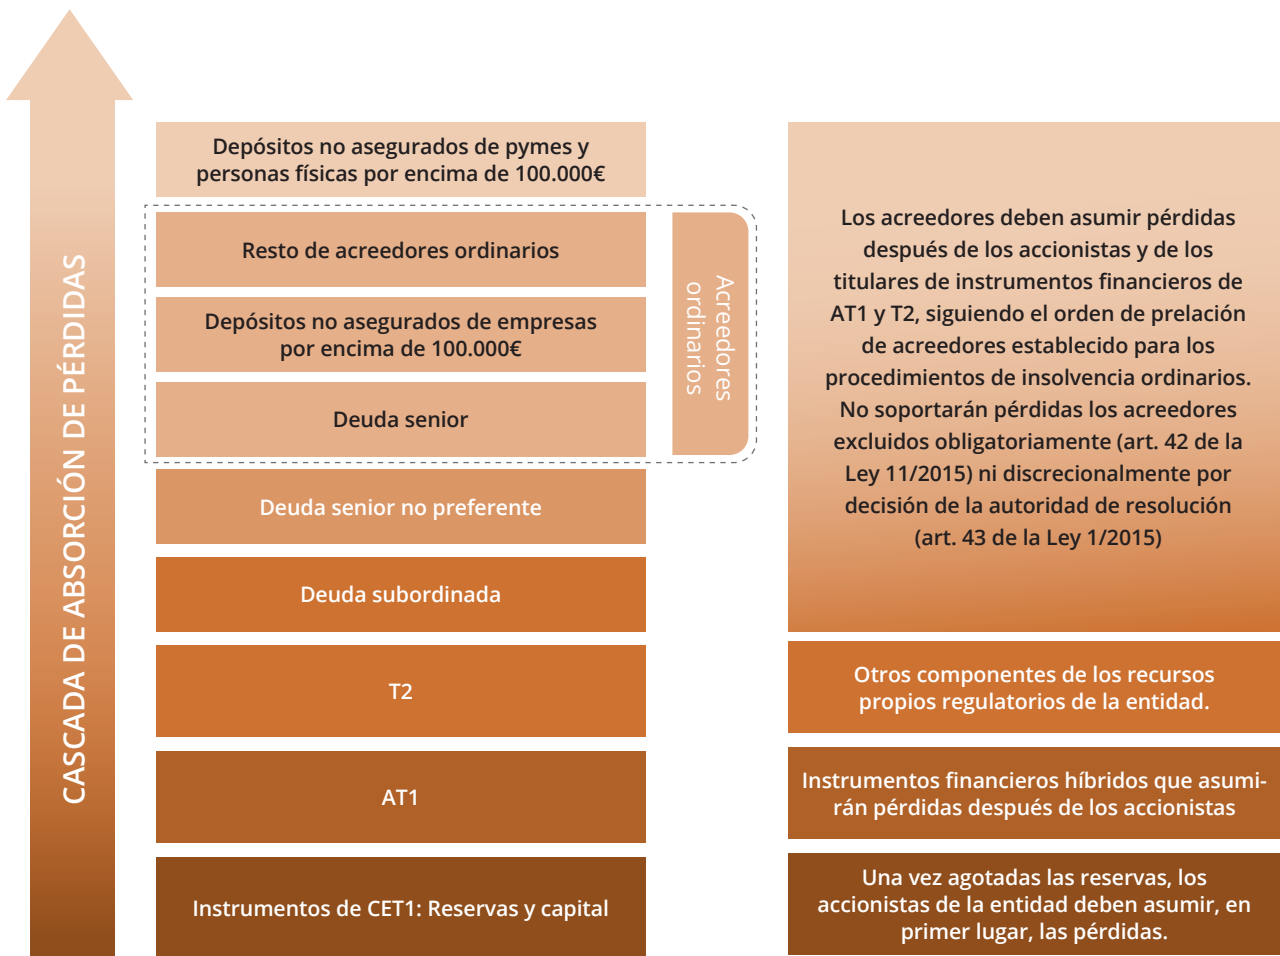 CASCADA DE ABSORCIÓN DE PÉRDIDAS
Depósitos no asegurados de pymes y
personas físicas por encima de 100.000€
Resto de acreedores ordinarios
Depósitos no asegurados de empresas
por encima de 100.000€
Deuda senior
Acreedores
ordinarios
Deuda senior no preferente
Deuda subordinada
T2
AT1
Instrumentos de CET1: Reservas y capital
Los acreedores deben asumir pérdidas
después de los accionistas y de los
titulares de instrumentos financieros de
AT1 y T2, siguiendo el orden de prelación
de acreedores establecido para los
procedimientos de insolvencia ordinarios.
No soportarán pérdidas los acreedores
excluidos obligatoriamente (art. 42 de la
Ley 11/2015) ni discrecionalmente por
decisión de la autoridad de resolución
(art. 43 de la Ley 1/2015)
Otros componentes de los recursos
propios regulatorios de la entidad.
Instrumentos financieros híbridos que asumi-
rán pérdidas después de los accionistas
Una vez agotadas las reservas, los
accionistas de la entidad deben asumir, en
primer lugar, las pérdidas.